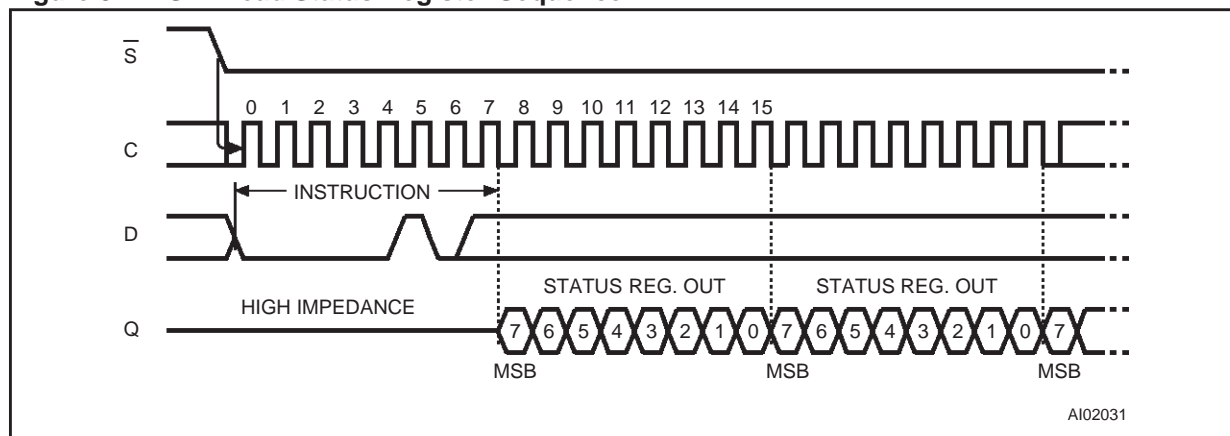 S
0 1 2 3 4 5 6 7 8 9 10 11 12 13 14 15
C
INSTRUCTION
D
STATUS REG. OUT STATUS REG. OUT
HIGH IMPEDANCE
Q 7 6 5 4 3 2 1 0 7 6 5 4 3 2 1 0 7
MSB MSB MSB
AI02031